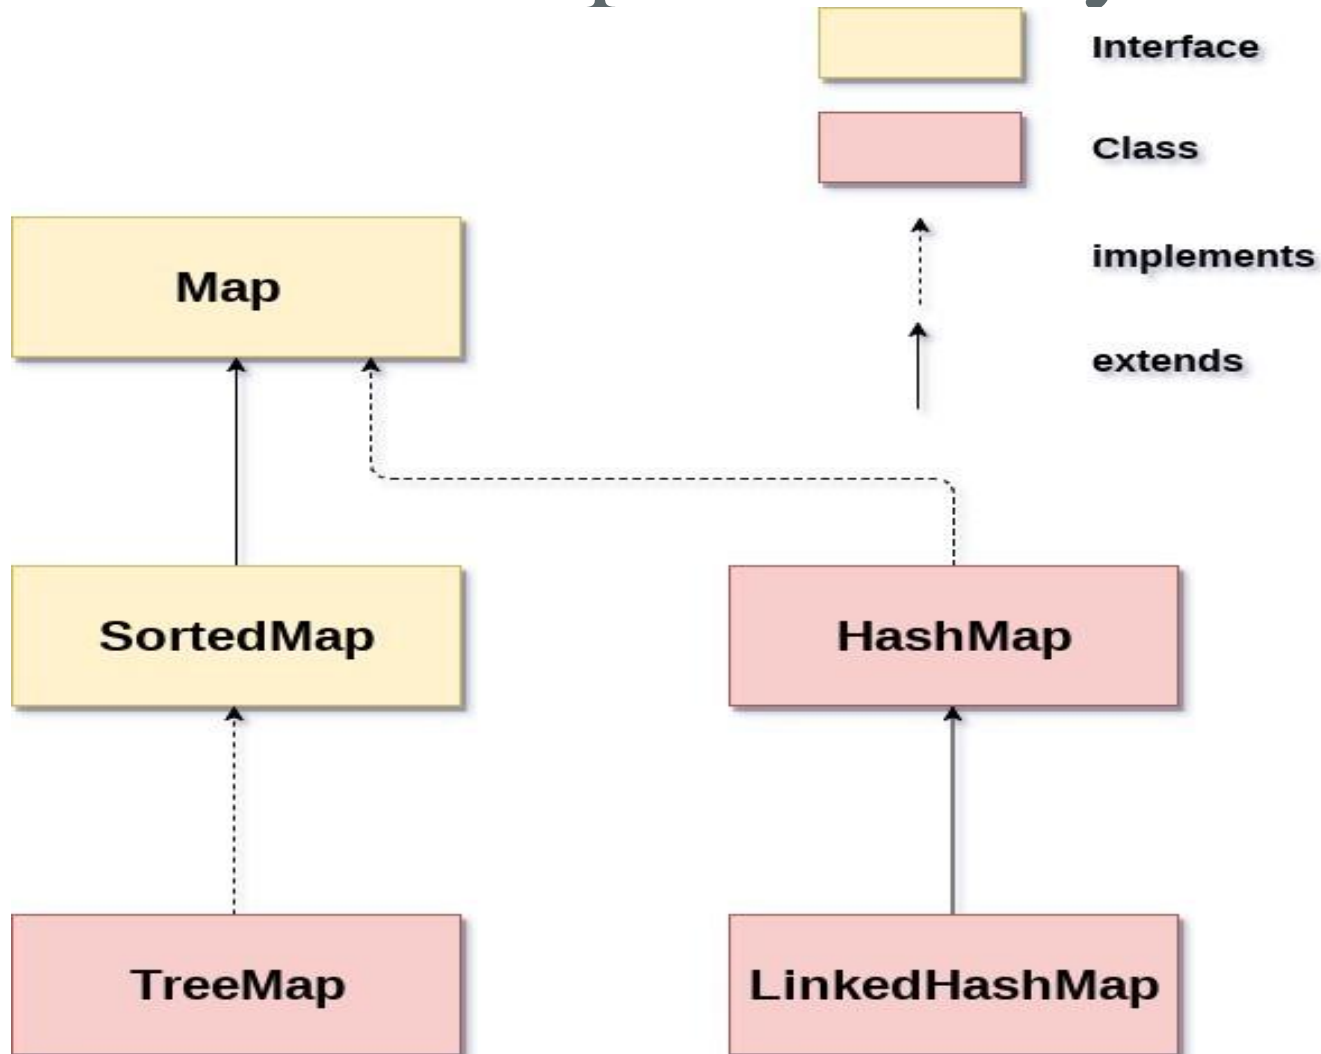 Interface
Class
implements
extends
Map
SortedMap
HashMap
TreeMap
LinkedHashMap